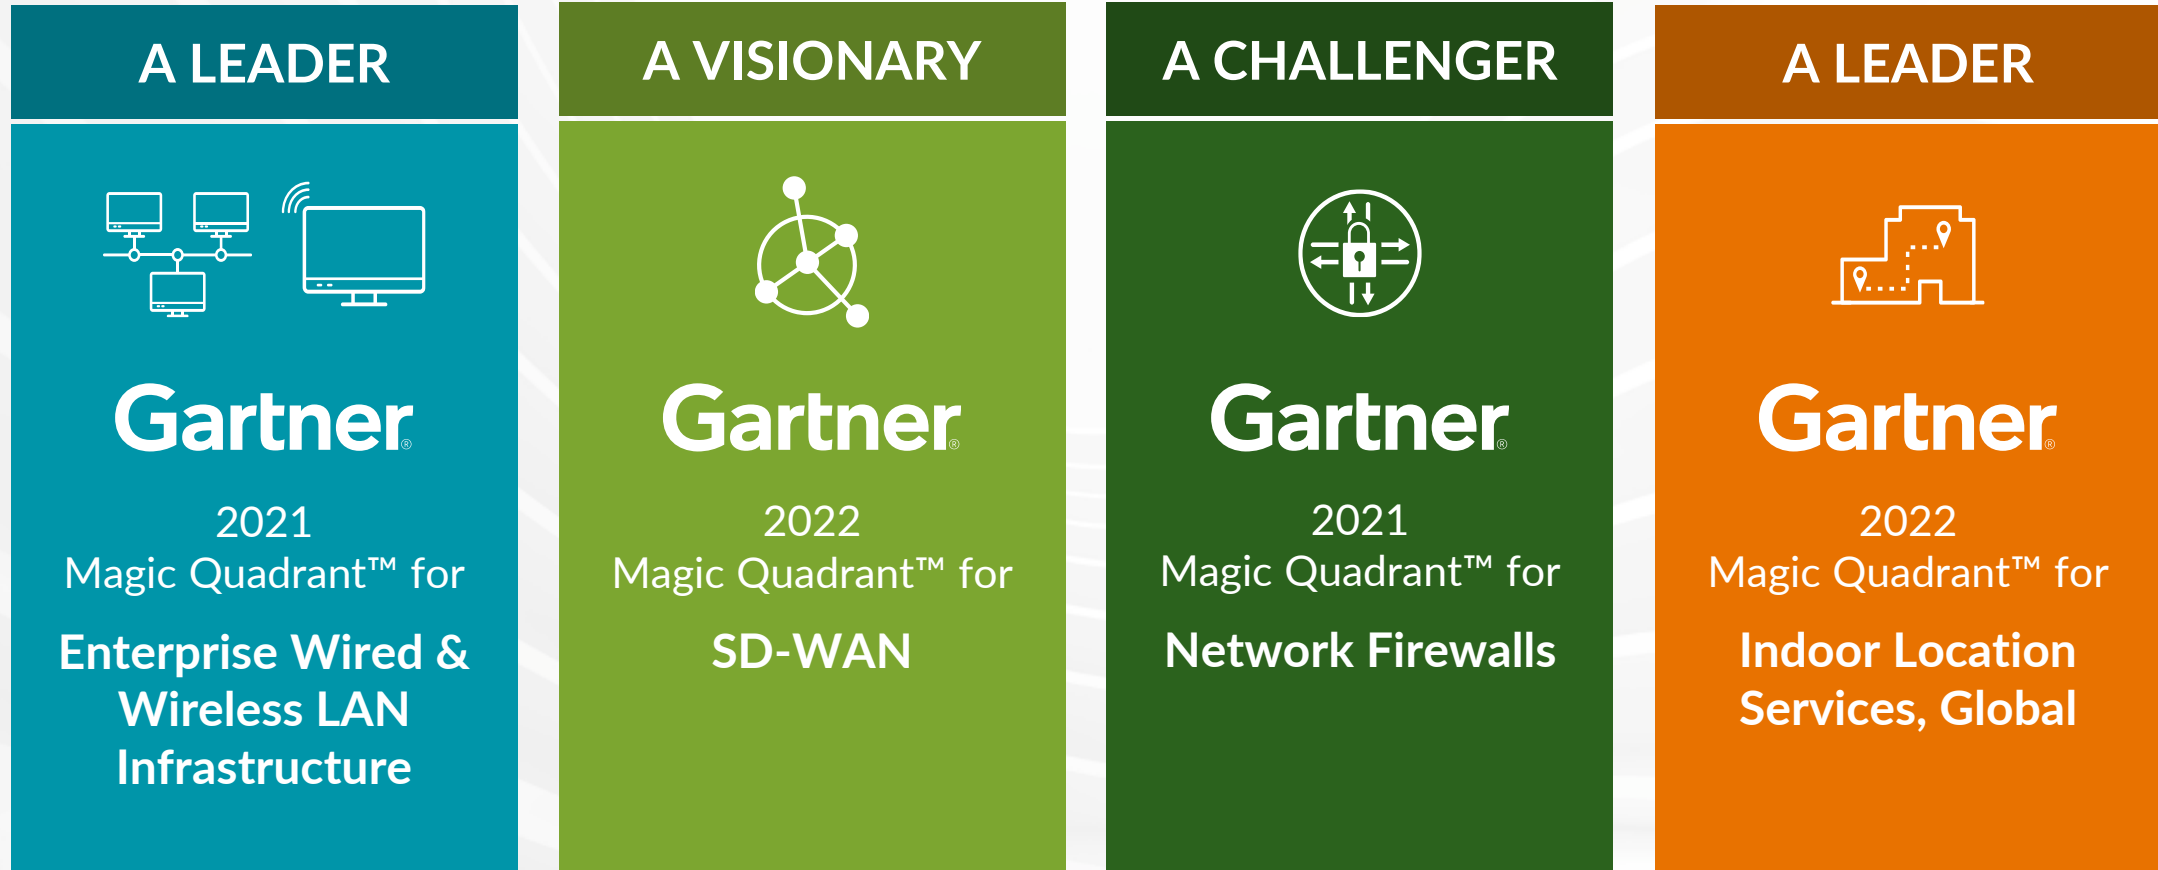 A LEADER
Gartner®
2021
Magic Quadrant™ for
Enterprise Wired &
Wireless LAN
Infrastructure
A VISIONARY
Gartner®
2022
Magic Quadrant™ for
SD-WAN
A CHALLENGER
Gartner®
2021
Magic Quadrant™ for
Network Firewalls
A LEADER
Gartner®
2022
Magic Quadrant™ for
Indoor Location
Services, Global